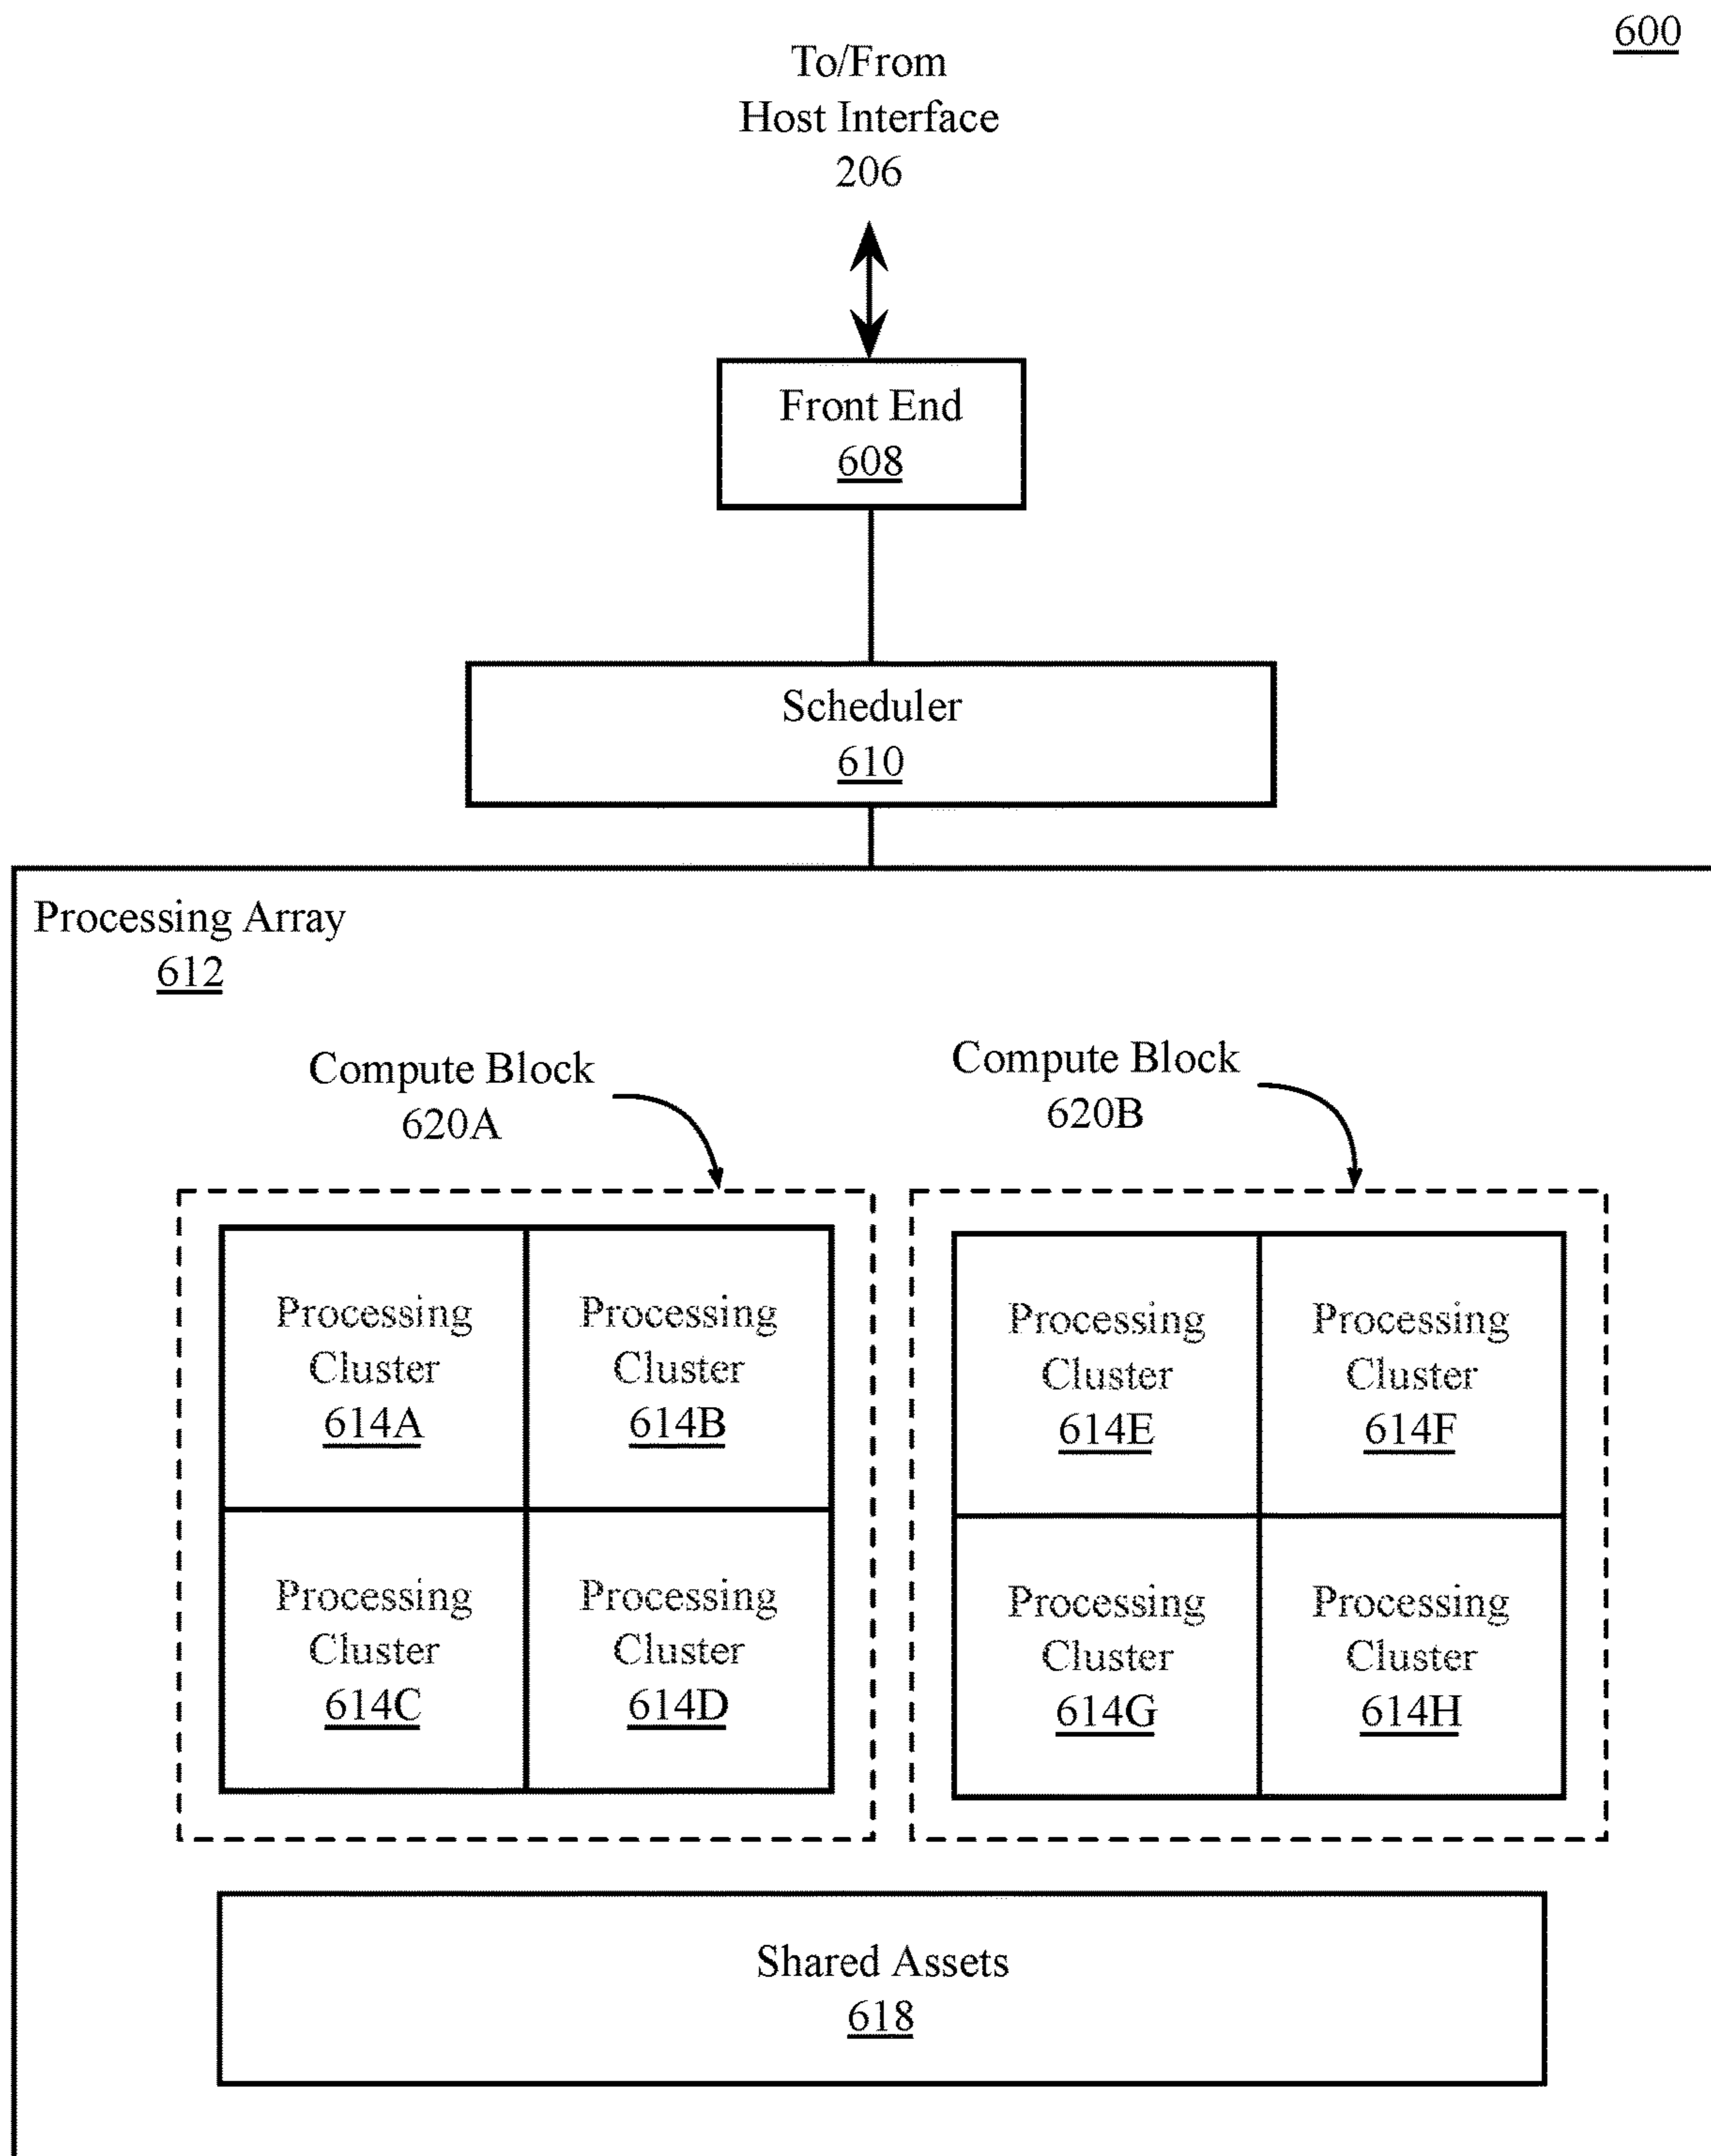 600
To/From
Host Interface
206
Front End
608
Scheduler
610
Processing Array
612
Compute Block
620A
Compute Block
620B
Processing
Cluster
614A
Processing
Cluster
614B
Processing
Cluster
614C
Processing
Cluster
614D
Processing
Cluster
614E
Processing
Cluster
614F
Processing
Cluster
614G
Processing
Cluster
614H
Shared Assets
618